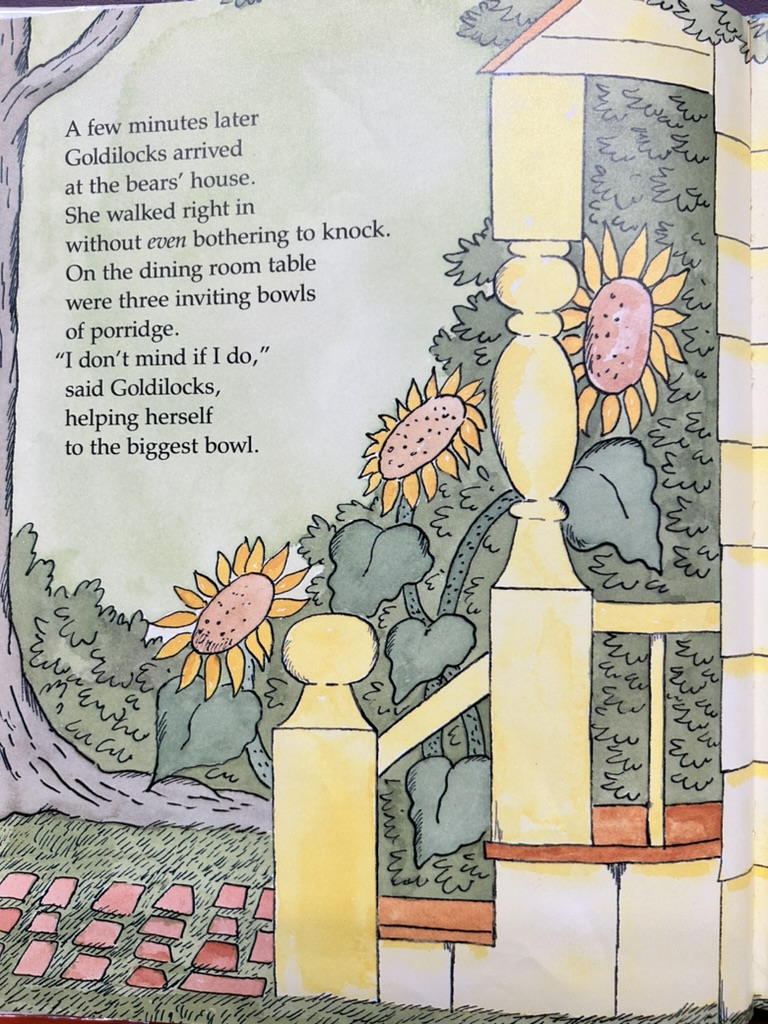 A few minutes later
Goldilocks arrived
at the bears’ house.
She walked right in
without even bothering to knock.
On the dining room table
were three inviting bowls
of porridge.
“I don’t mind if I do,”
said Goldilocks,
helping herself
to the biggest bowl.